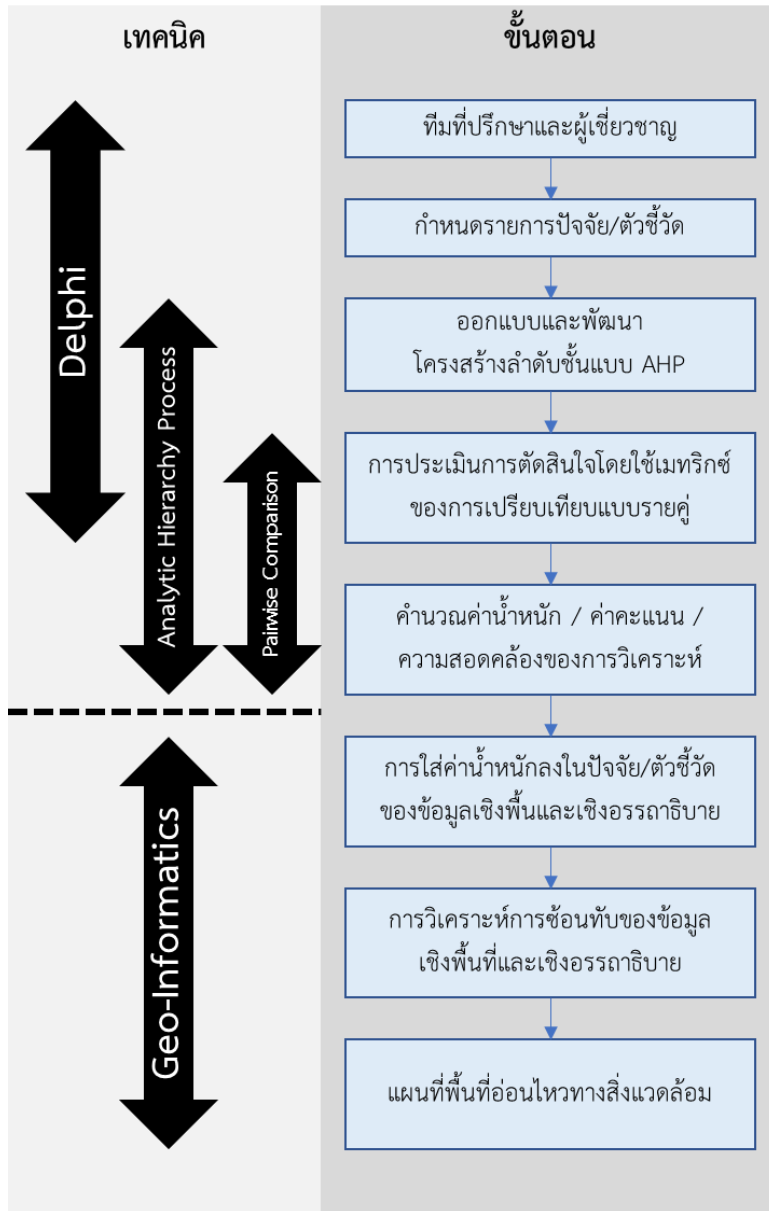 เทคนิค
ขั้นตอน
Delphi
Analytic Hierarchy Process
Pairwise Comparison
Geo-Informatics
ทีมที่ปรึกษาและผู้เชี่ยวชาญ
กำหนดรายการปัจจัย/ตัวชี้วัด
ออกแบบและพัฒนา
โครงสร้างลำดับชั้นแบบ AHP
การประเมินการตัดสินใจโดยใช้เมทริกซ์
ของการเปรียบเทียบแบบรายคู่
คำนวณค่าน้ำหนัก / ค่าคะแนน /
ความสอดคล้องของการวิเคราะห์
การใส่ค่าน้ำหนักลงในปัจจัย/ตัวชี้วัด
ของข้อมูลเชิงพื้นและเชิงอรรถาธิบาย
การวิเคราะห์การซ้อนทับของข้อมูล
เชิงพื้นที่และเชิงอรรถาธิบาย
แผนที่พื้นที่อ่อนไหวทางสิ่งแวดล้อม